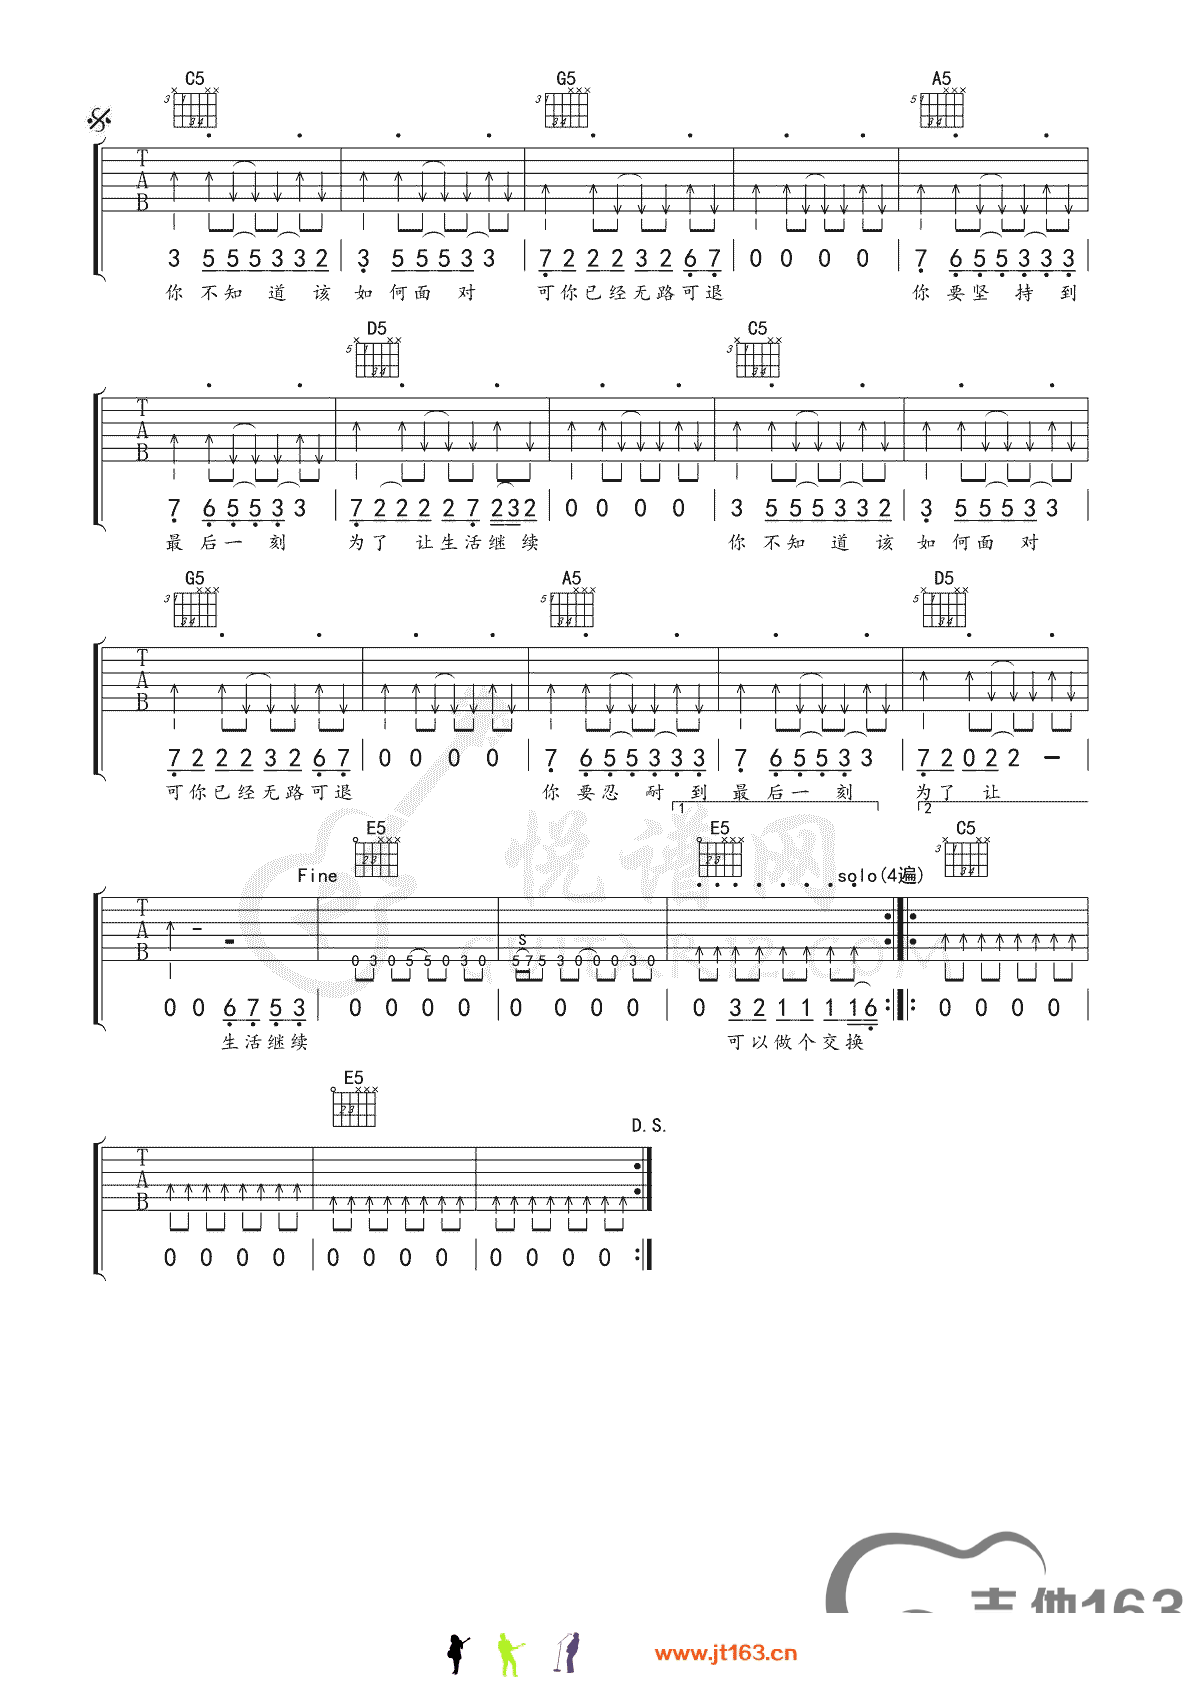 C5 G5 A5
3 5 5 5 3 3 2 3 5 5 5 3 3 7 2 2 2 3 2 6 7 0 0 0 0 7 6 5 5 3 3 3
你 不知 道 该 如 何面 对 可你已经无路可退 你 要坚 持 到
D5 C5
7 6 5 5 3 3 7 2 2 2 2 7 2 3 2 0 0 0 0 3 5 5 5 3 3 2 3 5 5 5 3 3
最 后一 刻 为了 让生活继续 你 不知 道 该 如 何面 对
G5 A5 D5
7 2 2 2 3 2 6 7 0 0 0 0 7 6 5 5 3 3 3 7 6 5 5 3 3 7 2 0 2 2 —
可你已经无路可退 你 要忍 耐 到 最 后一 刻 为了 让
1 2
E5 E5 C5
Fine solo(4遍)
T A B
S
0 3 0 5 5 0 3 0 5 7 5 3 0 0 0 3 0
0 0 6 7 5 3 0 0 0 0 0 0 0 0 0 3 2 1 1 1 1 6 0 0 0 0
生活继续 可以做个交换
悦谱网
E5
D.S.
T A B
0 0 0 0 0 0 0 0 0 0 0 0
吉他163
www.jt163.cn